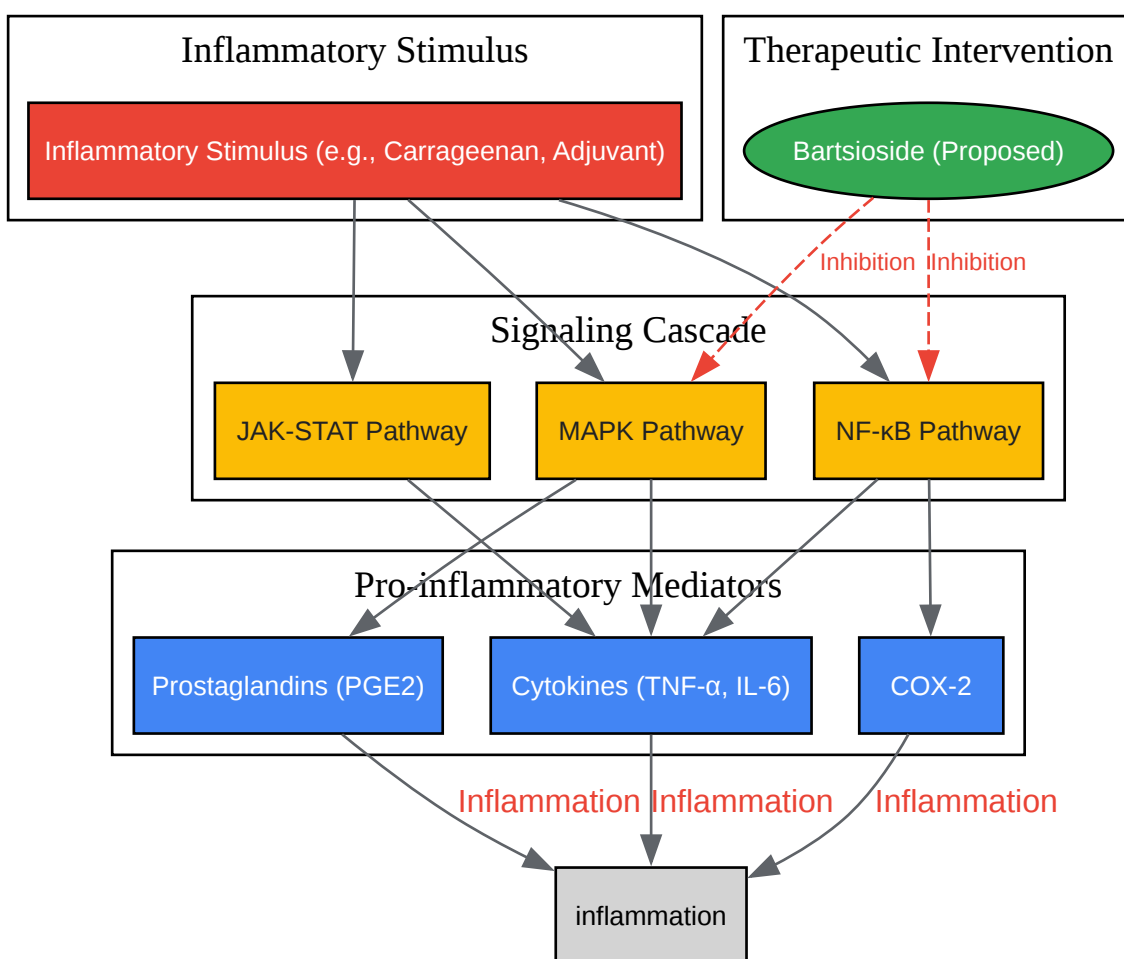 Inflammatory Stimulus
Therapeutic Intervention
Inflammatory Stimulus (e.g., Carrageenan, Adjuvant)
Bartsioside (Proposed)
Inhibition
Inhibition
Signaling Cascade
JAK-STAT Pathway
MAPK Pathway
NF-κB Pathway
Pro-inflammatory Mediators
Prostaglandins (PGE2)
Cytokines (TNF-α, IL-6)
COX-2
Inflammation
Inflammation
Inflammation
inflammation